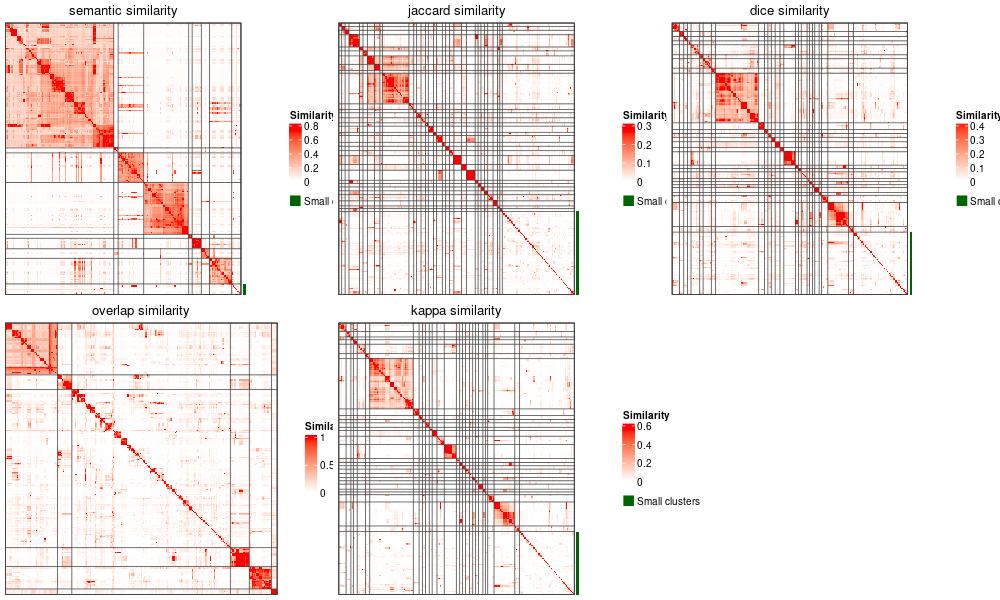 semantic similarity
Similarity
0.8
0.6
0.4
0.2
0
Small
jaccard similarity
Similarity
0.3
0.2
0.1
0
Small
dice similarity
Similarity
0.4
0.3
0.2
0.1
0
Small
overlap similarity
Simila
1
0.5
0
kappa similarity
Similarity
0.6
0.4
0.2
0
Small clusters